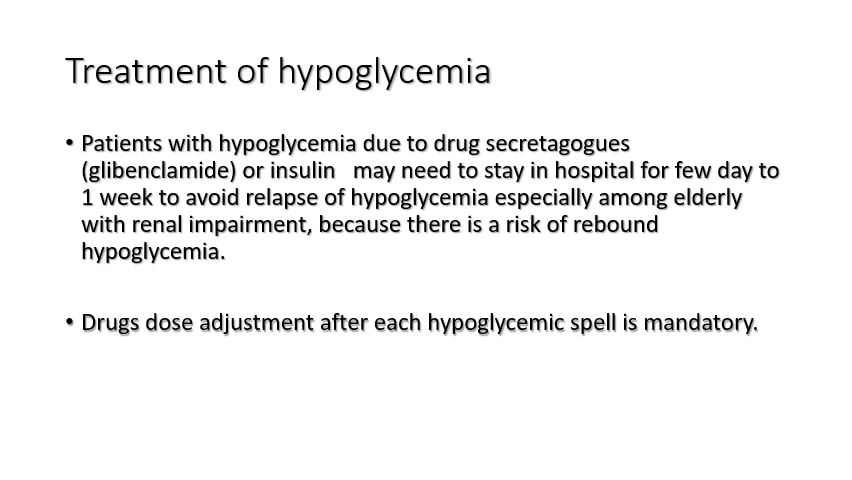 Treatment of hypoglycemia
• Patients with hypoglycemia due to drug secretagogues
(glibenclamide) or insulin   may need to stay in hospital for few day to
1 week to avoid relapse of hypoglycemia especially among elderly
with renal impairment, because there is a risk of rebound
hypoglycemia.
• Drugs dose adjustment after each hypoglycemic spell is mandatory.